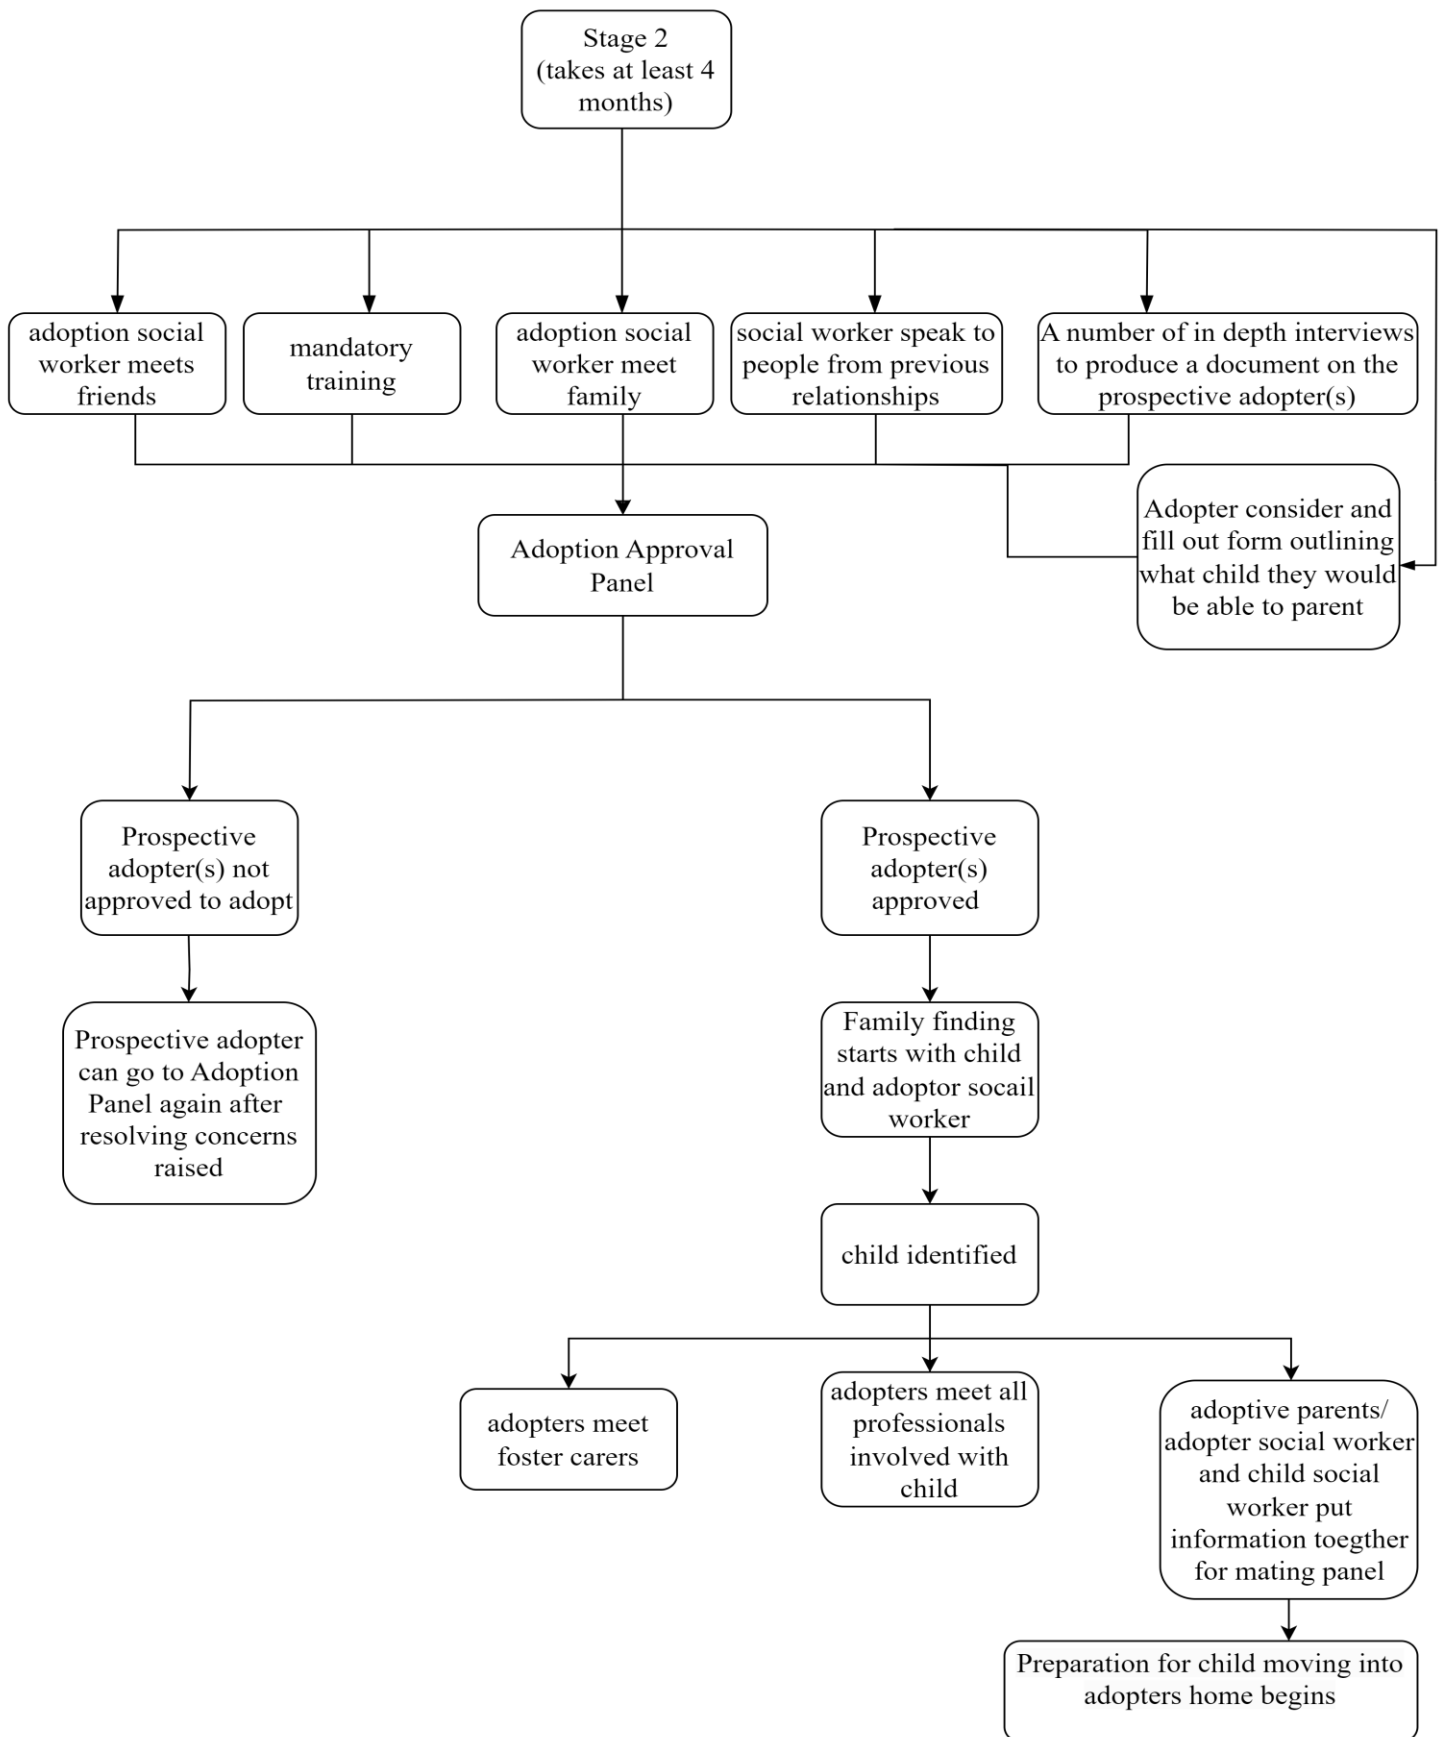 Stage 2
(takes at least 4
months)
adoption social
worker meets
friends
mandatory
training
adoption social
worker meet
family
social worker speak to
people from previous
relationships
A number of in depth interviews
to produce a document on the
prospective adopter(s)
Adopter consider and
fill out form outlining
what child they would
be able to parent
Adoption Approval
Panel
Prospective
adopter(s) not
approved to adopt
Prospective
adopter(s)
approved
Prospective adopter
can go to Adoption
Panel again after
resolving concerns
raised
Family finding
starts with child
and adoptor socail
worker
child identified
adopters meet
foster carers
adopters meet all
professionals
involved with
child
adoptive parents/
adopter social worker
and child social
worker put
information toegther
for mating panel
Preparation for child moving into
adopters home begins